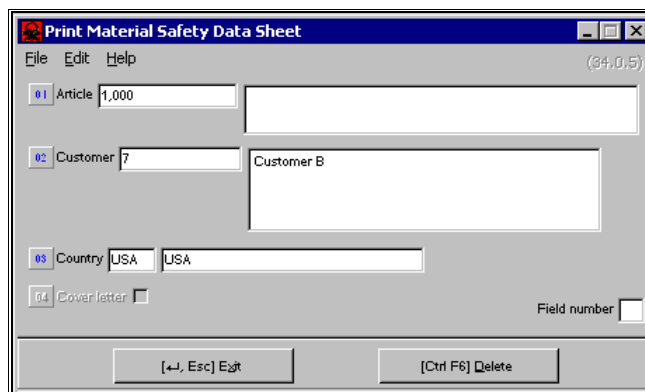 Print Material Safety Data Sheet
File Edit Help (34.0.5)
01 Article 1,000
02 Customer 7 Customer B
03 Country USA USA
04 Cover letter
Field number
[↵, Esc] Exit [Ctrl F6] Delete